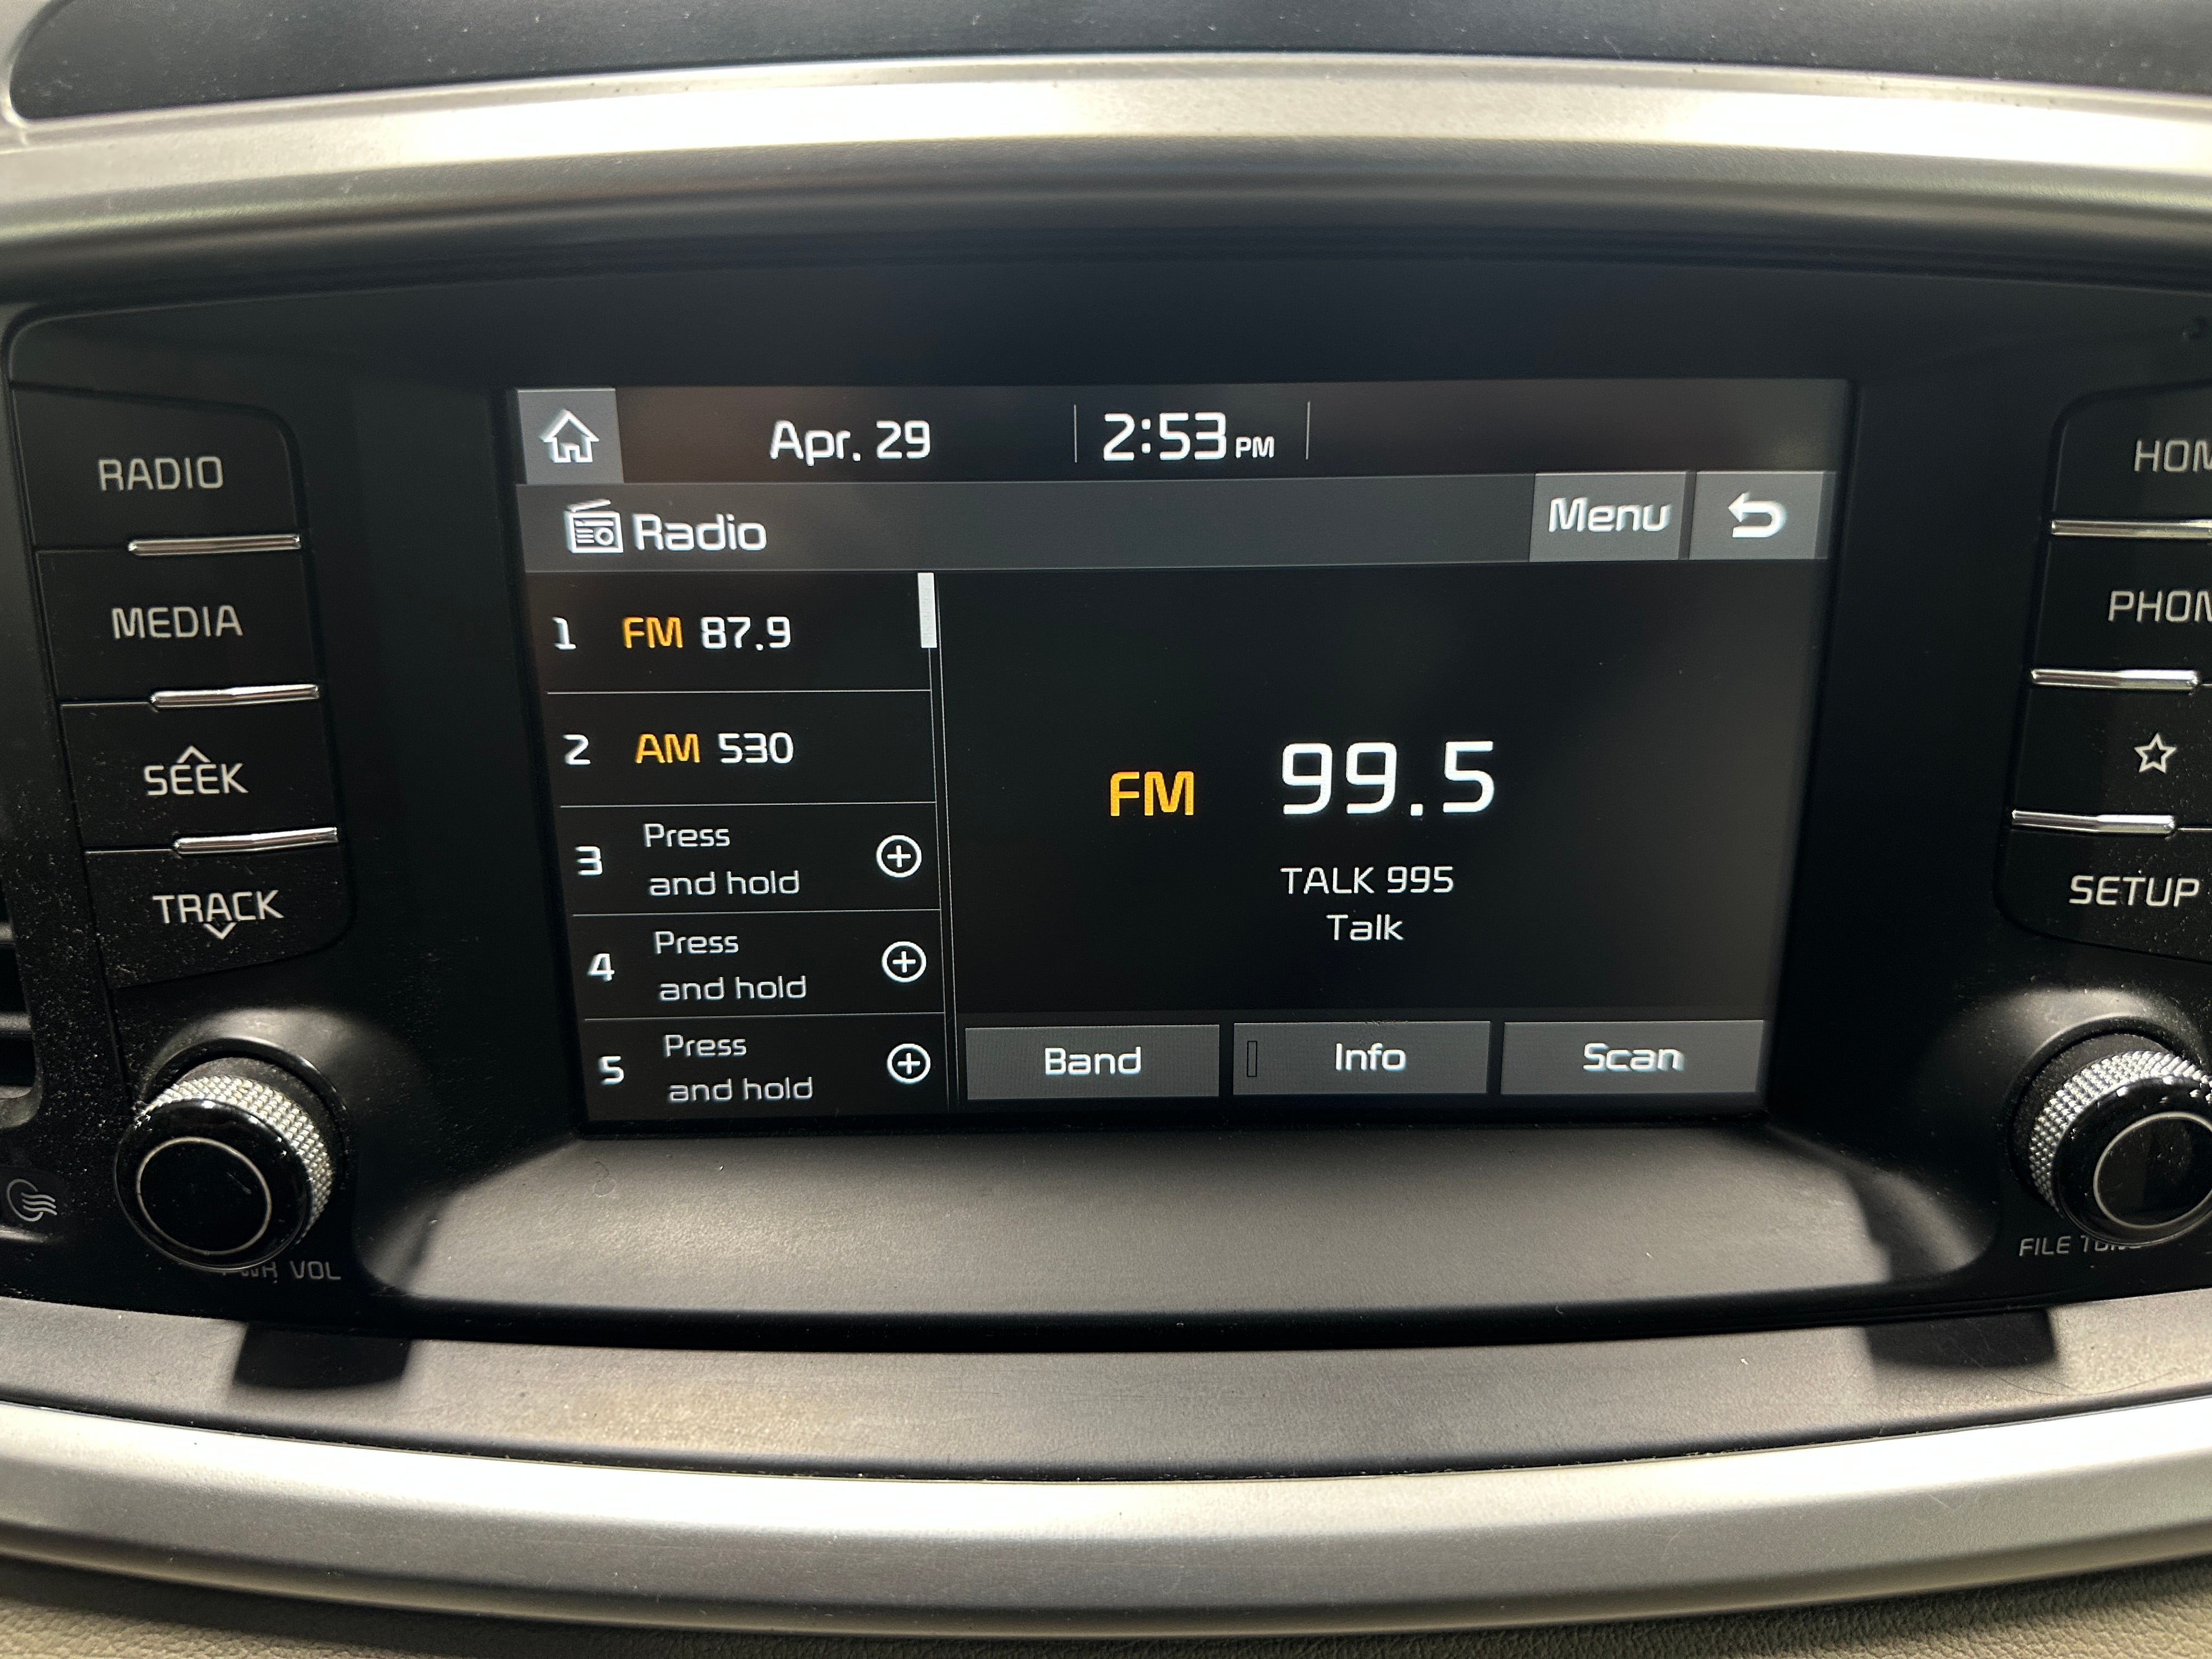 Apr. 29 2:53 PM
Radio Menu
1 FM 87.9
2 AM 530
3 Press
and hold
4 Press
and hold
5 Press
and hold
FM 99.5
TALK 995
Talk
Band Info Scan
RADIO
MEDIA
SEEK
TRACK
VOL
SETUP
FILE